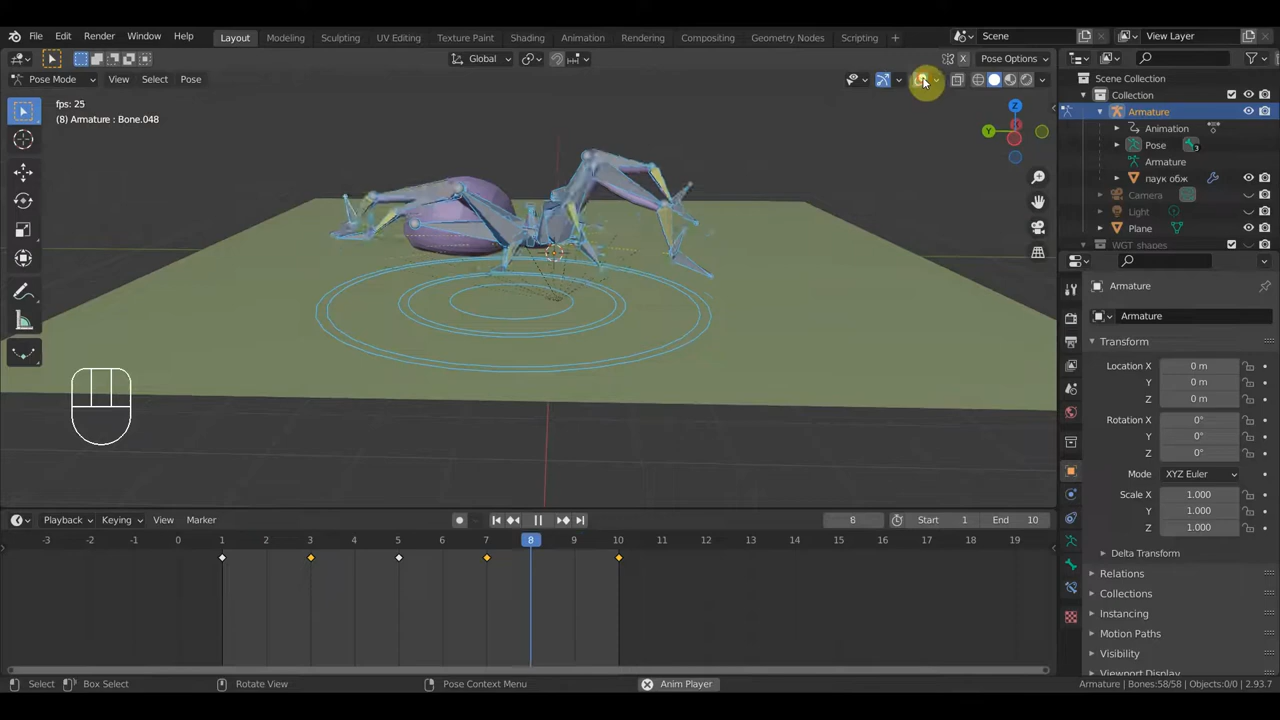 File Edit Render Window Help Layout Modeling Sculpting UV Editing Texture Paint Shading Animation Rendering Compositing Geometry Nodes Scripting + Scene View Layer
Global X Pose Options
Pose Mode View Select Pose
Scene Collection
Collection
Armature
Animation
Pose 3
Armature
паук обж
Camera
Light
Plane
WGT shapes
fps: 25
(8) Armature : Bone.048
Z
Y
Armature
Armature
Transform
Location X 0 m
Y 0 m
Z 0 m
Rotation X 0°
Y 0°
Z 0°
Mode XYZ Euler
Scale X 1.000
Y 1.000
Z 1.000
Delta Transform
Relations
Collections
Instancing
Motion Paths
Visibility
Viewport Display
Playback Keying View Marker 8 Start 1 End 10
-3 -2 -1 0 1 2 3 4 5 6 7 8 9 10 11 12 13 14 15 16 17 18 19
Select Box Select Rotate View Pose Context Menu Anim Player Armature | Bones:58/58 | Objects:0/0 | 2.93.7